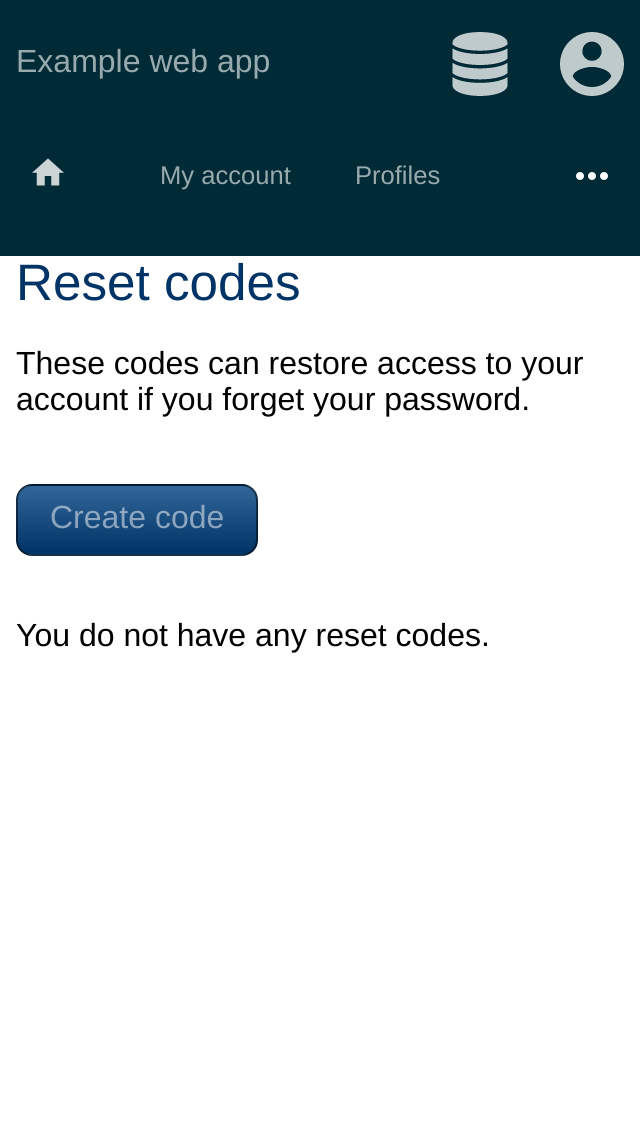 Example web app
My account Profiles
Reset codes
These codes can restore access to your
account if you forget your password.
Create code
You do not have any reset codes.